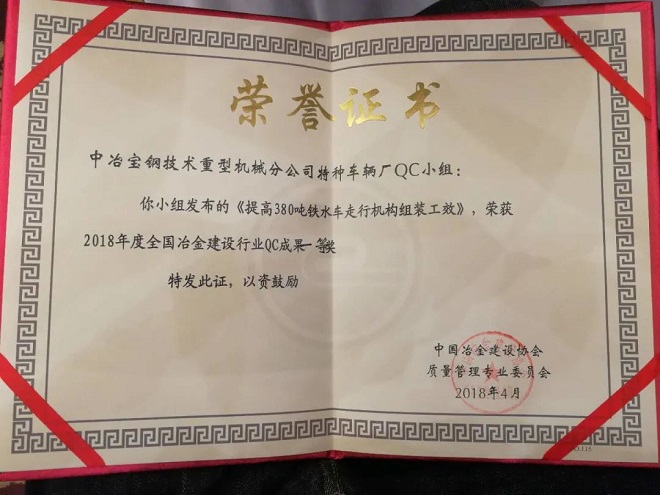 荣誉证书
中冶宝钢技术重型机械分公司特种车辆厂QC小组：
你小组发布的《提高380吨铁水车走行机构组装工效》，荣获
2018年度全国冶金建设行业QC成果一等奖
特发此证，以资鼓励
中国冶金建设协会
质量管理专业委员会
2018年4月